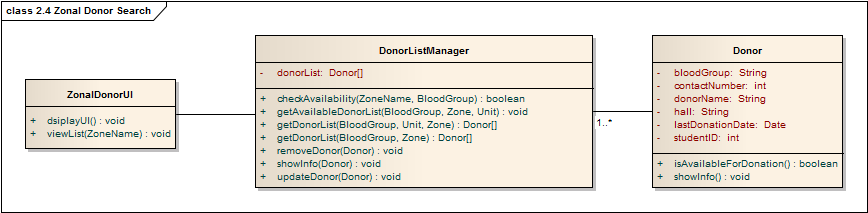 class 2.4 Zonal Donor Search
ZonalDonorUI
+ dsiplayUI() : void
+ viewList(ZoneName) : void
DonorListManager
- donorList: Donor[]
+ checkAvailability(ZoneName, BloodGroup) : boolean
+ getAvailableDonorList(BloodGroup, Zone, Unit) : void
+ getDonorList(BloodGroup, Unit, Zone) : Donor[]
+ getDonorList(BloodGroup, Zone) : Donor[]
+ removeDonor(Donor) : void
+ showInfo(Donor) : void
+ updateDonor(Donor) : void
1..*
Donor
- bloodGroup: String
- contactNumber: int
- donorName: String
- hall: String
- lastDonationDate: Date
- studentID: int
+ isAvailableForDonation() : boolean
+ showInfo() : void